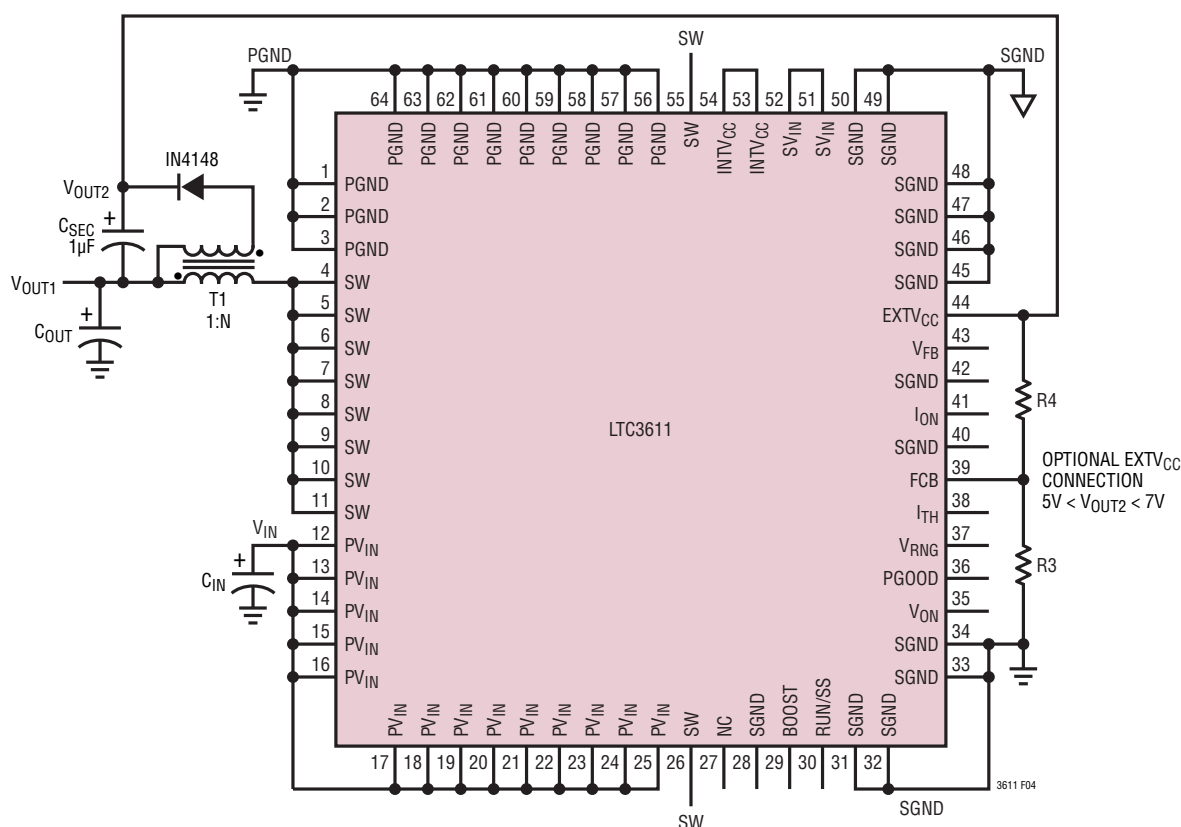 SW
PGND
SGND
64 63 62 61 60 59 58 57 56 55 54 53 52 51 50 49
PGND PGND PGND PGND PGND PGND PGND PGND PGND SW INTVCC INTVCC SVIN SVIN SGND SGND
IN4148
VOUT2
CSEC
1µF
VOUT1
T1
1:N
COUT
VIN
CIN
1 PGND
2 PGND
3 PGND
4 SW
5 SW
6 SW
7 SW
8 SW
9 SW
10 SW
11 SW
12 PVIN
13 PVIN
14 PVIN
15 PVIN
16 PVIN
LTC3611
SGND 48
SGND 47
SGND 46
SGND 45
EXTVCC 44
VFB 43
SGND 42
ION 41
SGND 40
FCB 39
ITH 38
VRNG 37
PGOOD 36
VON 35
SGND 34
SGND 33
R4
OPTIONAL EXTVCC
CONNECTION
5V < VOUT2 < 7V
R3
PVIN PVIN PVIN PVIN PVIN PVIN PVIN PVIN PVIN SW NC SGND BOOST RUN/SS SGND SGND
17 18 19 20 21 22 23 24 25 26 27 28 29 30 31 32
3611 F04
SGND
SW